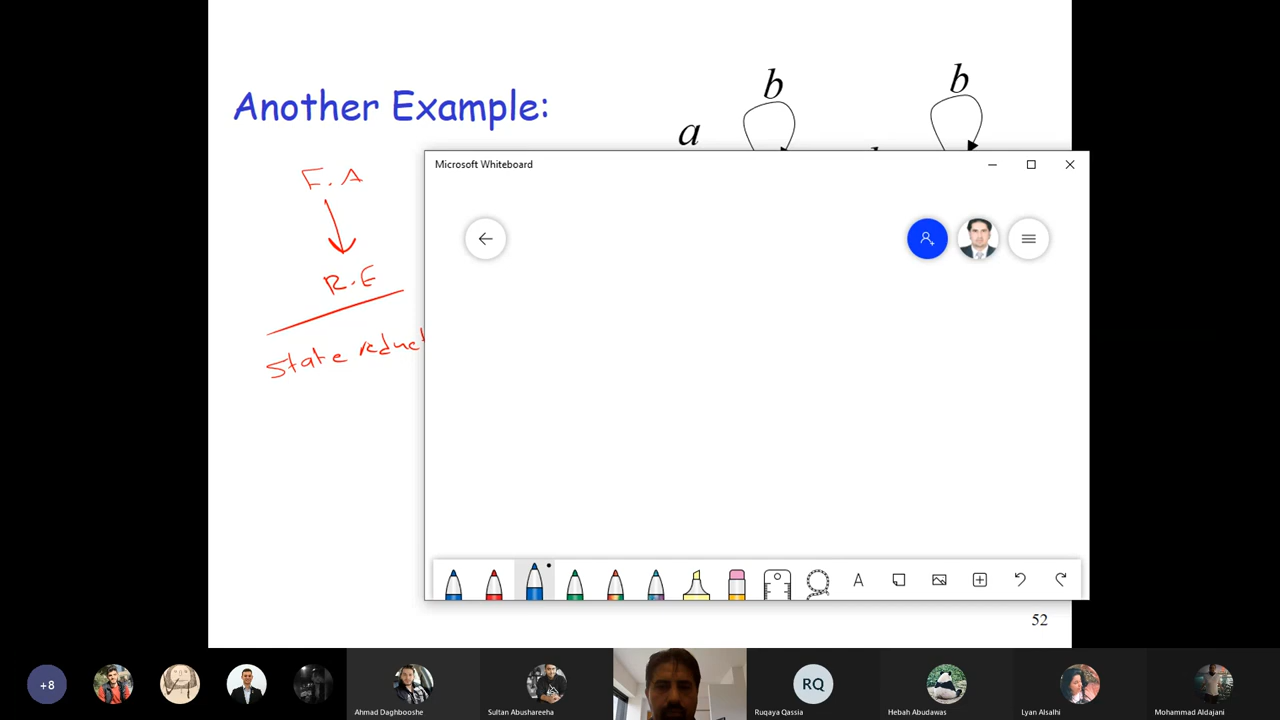 b
b
Another Example:
a
Microsoft Whiteboard
F.A
R.E
State reduct
A
52
+8
RQ
Ahmad Daghbooshe
Sultan Abushareeha
Ruqaya Qassia
Hebah Abudawas
Lyan Alsalhi
Mohammad Aldajani